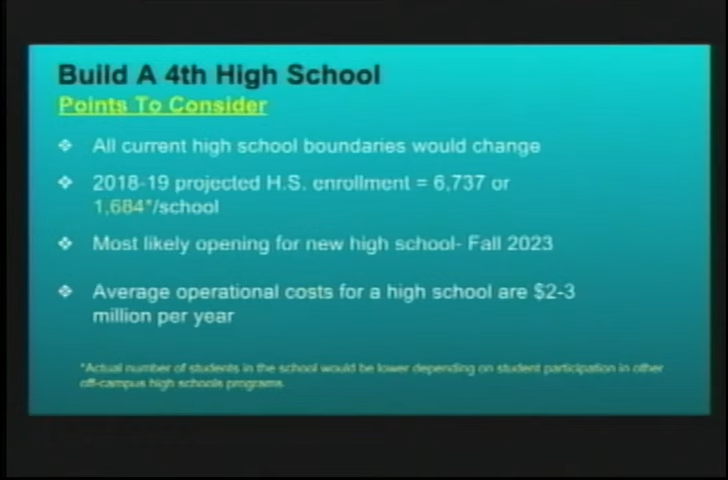 Build A 4th High School
Points To Consider
❖ All current high school boundaries would change
❖ 2018-19 projected H.S. enrollment = 6,737 or
1,684*/school
❖ Most likely opening for new high school- Fall 2023
❖ Average operational costs for a high school are $2-3
million per year
*Actual number of students in the school would be lower depending on student participation in other
off-campus high schools programs.